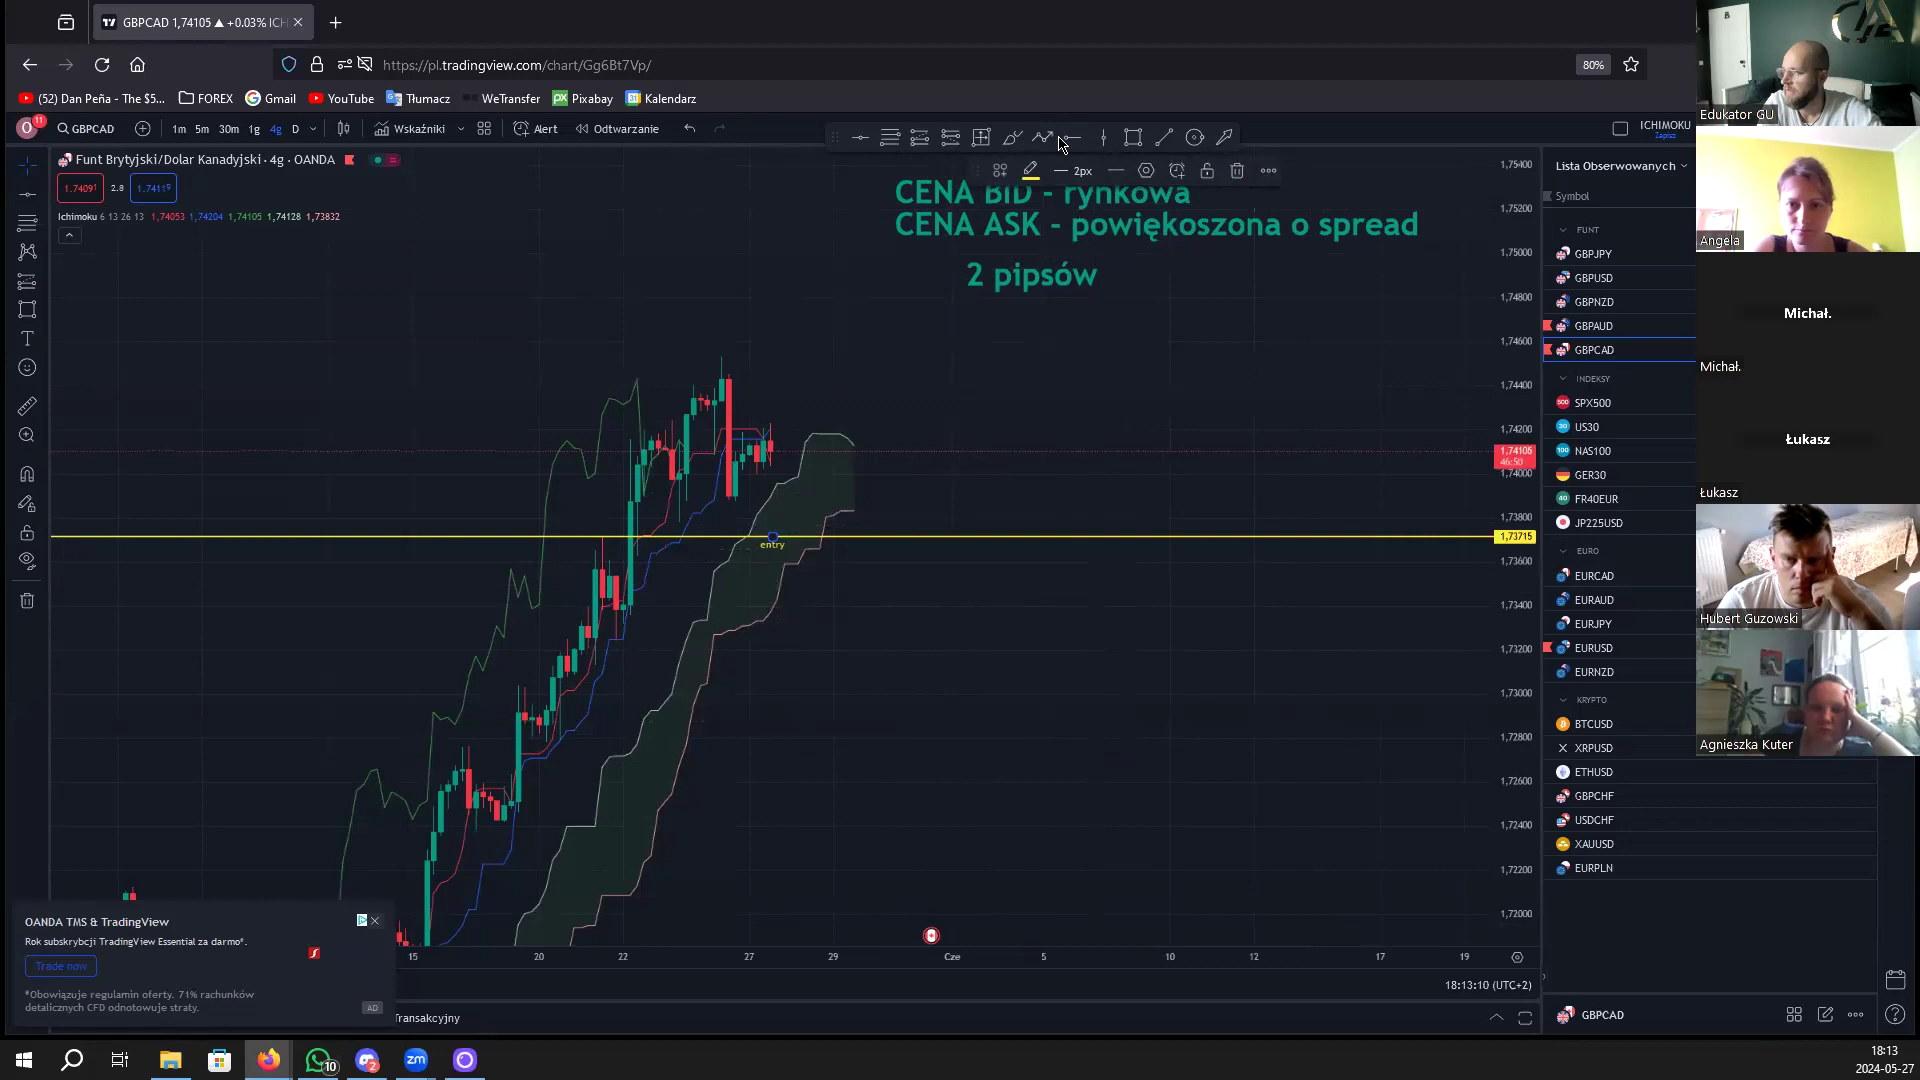 GBPCAD 1,74105 ▲ +0.03% ICH
https://pl.tradingview.com/chart/Gg6Bt7Vp/
80%
(52) Dan Peña - The $5...
FOREX
Gmail
YouTube
Tłumacz
WeTransfer
Pixabay
Kalendarz
11
GBPCAD
1m 5m 30m 1g 4g D
Wskaźniki
Alert
Odtwarzanie
ICHIMOKU
Zapisz
Funt Brytyjski/Dolar Kanadyjski · 4g · OANDA
1.74091
2.8
1.74119
Ichimoku 6 13 26 13 1,74053 1,74204 1,74105 1,74128 1,73832
2px
CENA BID - rynkowa
CENA ASK - powiękoszona o spread
2 pipsów
entry
1,75400
1,75200
1,75000
1,74800
1,74600
1,74400
1,74200
1,74105
46:50
1,74000
1,73800
1,73715
1,73600
1,73400
1,73200
1,73000
1,72800
1,72600
1,72400
1,72200
1,72000
15 20 22 27 29 Cze 5 10 12 17 19
18:13:10 (UTC+2)
Lista Obserwowanych
Symbol
FUNT
GBPJPY
GBPUSD
GBPNZD
GBPAUD
GBPCAD
INDEKSY
SPX500
US30
NAS100
GER30
FR40EUR
JP225USD
EURO
EURCAD
EURAUD
EURJPY
EURUSD
EURNZD
KRYPTO
BTCUSD
XRPUSD
ETHUSD
GBPCHF
USDCHF
XAUUSD
EURPLN
GBPCAD
Edukator GU
Angela
Michał.
Michał.
Łukasz
Łukasz
Hubert Guzowski
Agnieszka Kuter
OANDA TMS & TradingView
Rok subskrybcji TradingView Essential za darmo*.
Trade now
*Obowiązuje regulamin oferty. 71% rachunków
detalicznych CFD odnotowuje straty.
AD
Transakcyjny
10
2
zm
18:13
2024-05-27